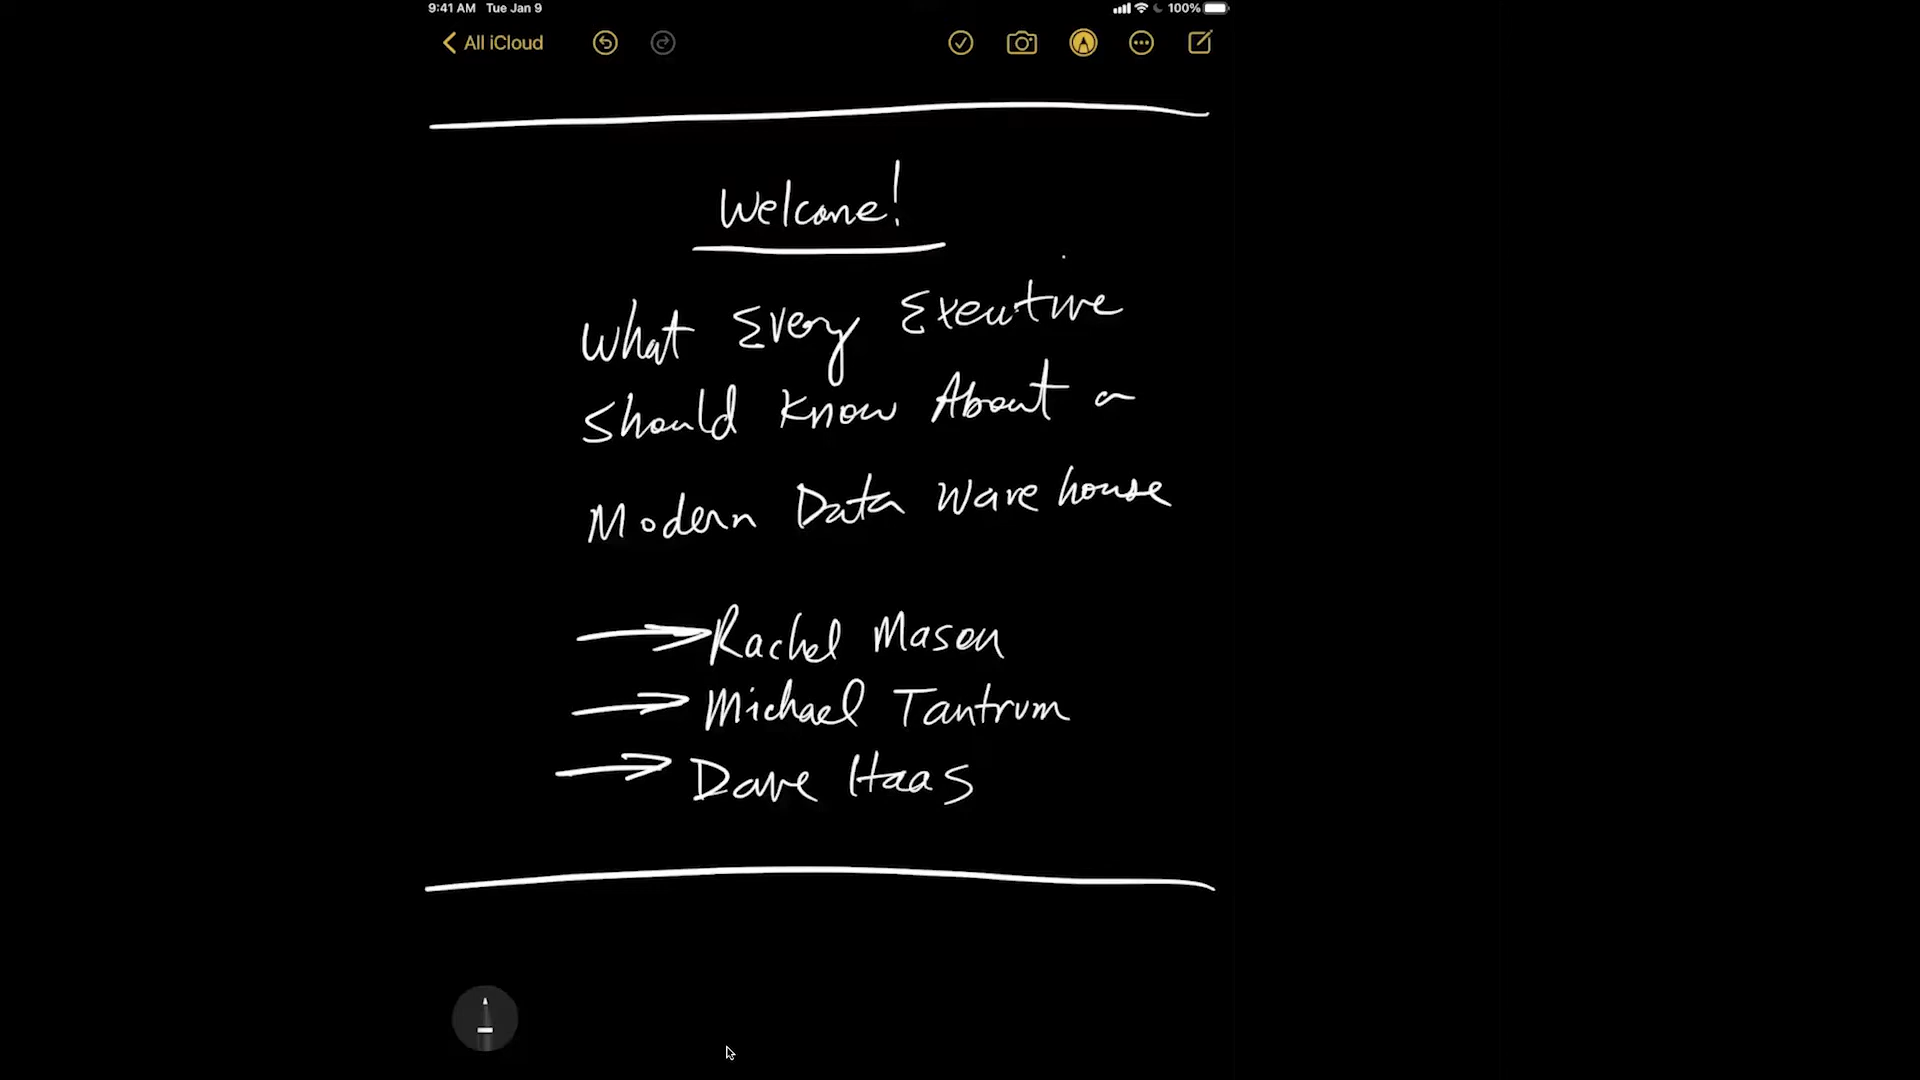 9:41 AM Tue Jan 9 100%
All iCloud
Welcome!
What Every Executive
Should Know About a
Modern Data Warehouse
Rachel Mason
Michael Tantrum
Dave Haas